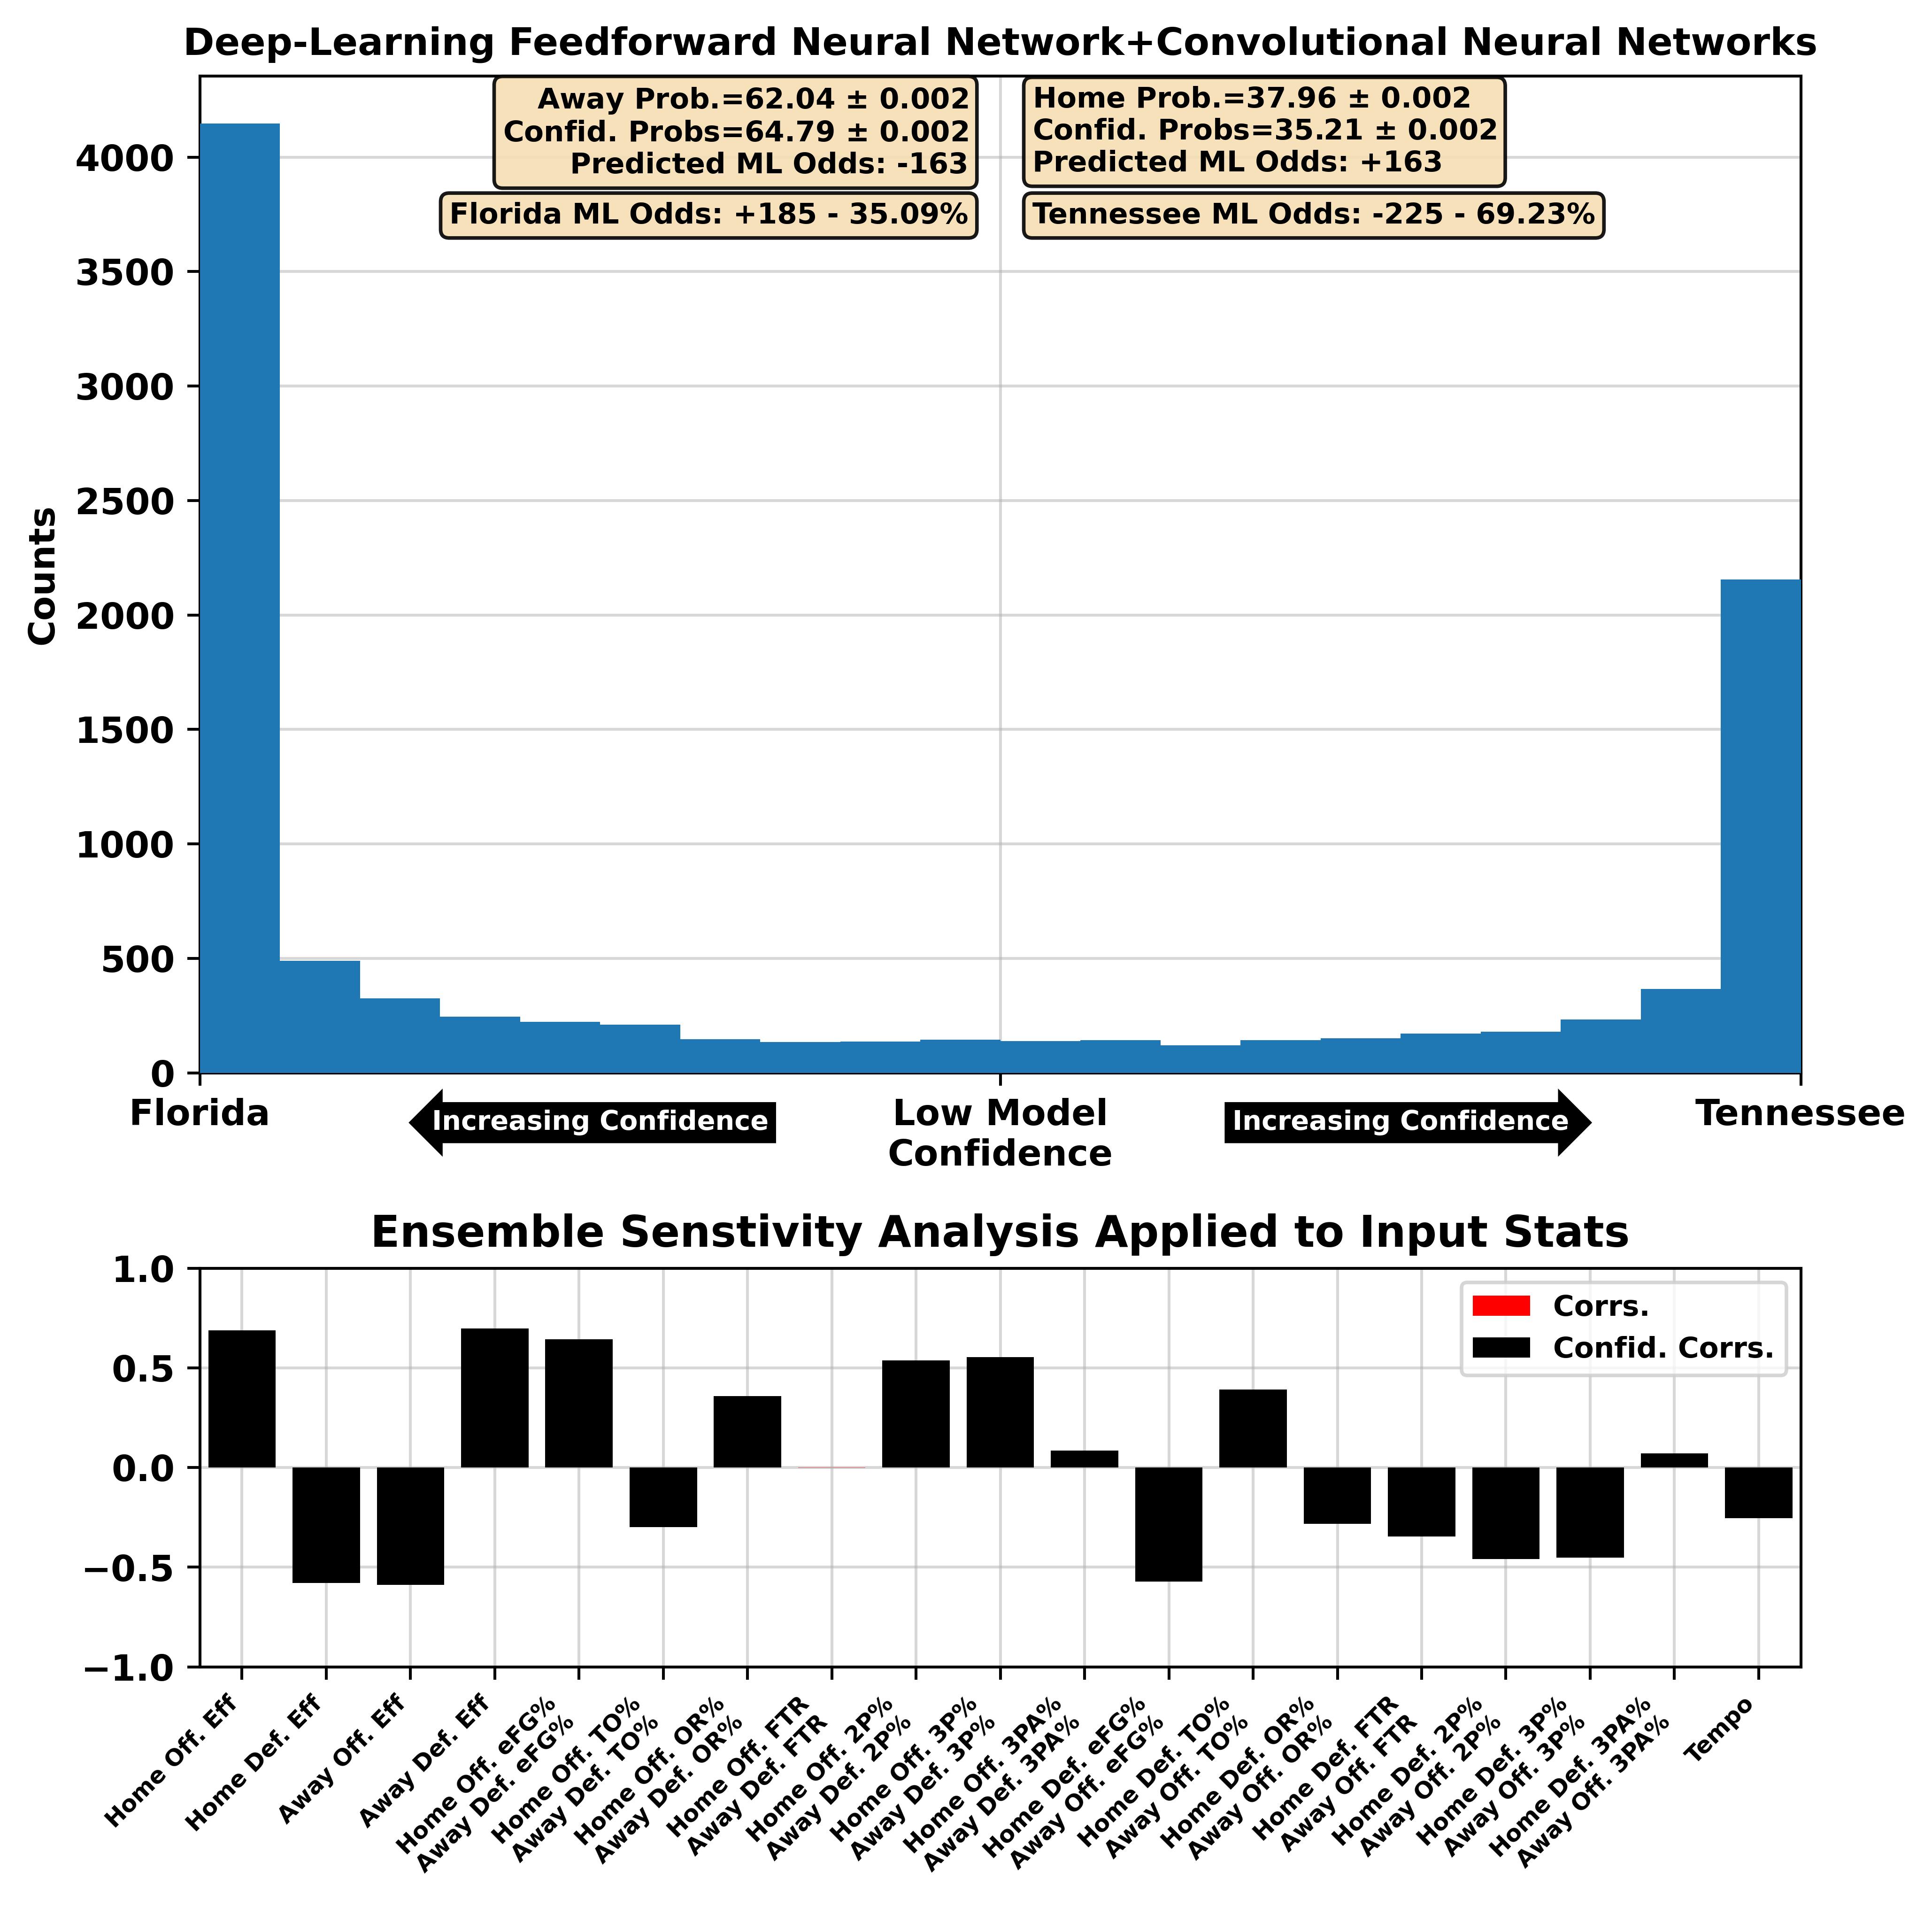 Deep-Learning Feedforward Neural Network+Convolutional Neural Networks
Away Prob.=62.04 ± 0.002
Confid. Probs=64.79 ± 0.002
Predicted ML Odds: -163
Florida ML Odds: +185 - 35.09%
Home Prob.=37.96 ± 0.002
Confid. Probs=35.21 ± 0.002
Predicted ML Odds: +163
Tennessee ML Odds: -225 - 69.23%
Counts
4000
3500
3000
2500
2000
1500
1000
500
0
Florida
Increasing Confidence
Low Model
Confidence
Increasing Confidence
Tennessee
Ensemble Senstivity Analysis Applied to Input Stats
1.0
0.5
0.0
−0.5
−1.0
Corrs.
Confid. Corrs.
Home Off. Eff
Home Def. Eff
Away Off. Eff
Away Def. Eff
Home Off. eFG%
Away Def. eFG%
Home Off. TO%
Away Def. TO%
Home Off. OR%
Away Def. OR%
Home Off. FTR
Away Def. FTR
Home Off. 2P%
Away Def. 2P%
Home Off. 3P%
Away Def. 3P%
Home Off. 3PA%
Away Def. 3PA%
Home Def. eFG%
Away Off. eFG%
Home Def. TO%
Away Off. TO%
Home Def. OR%
Away Off. OR%
Home Def. FTR
Away Off. FTR
Home Def. 2P%
Away Off. 2P%
Home Def. 3P%
Away Off. 3P%
Home Def. 3PA%
Away Off. 3PA%
Tempo